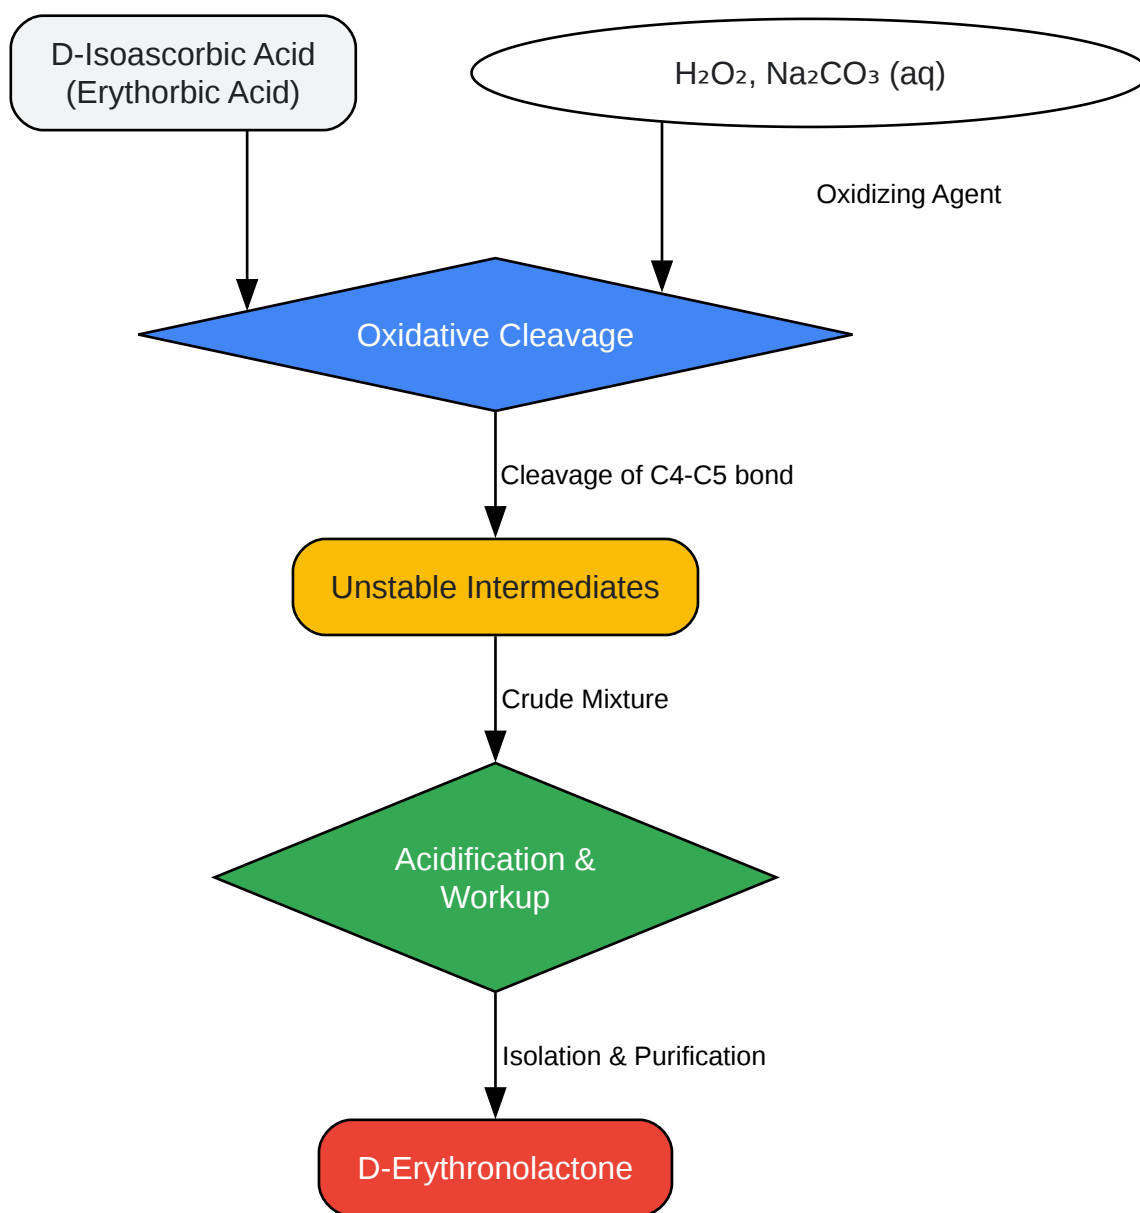 D-Isoascorbic Acid
(Erythorbic Acid)
H₂O₂, Na₂CO₃ (aq)
Oxidizing Agent
Oxidative Cleavage
Cleavage of C4-C5 bond
Unstable Intermediates
Crude Mixture
Acidification &
Workup
Isolation & Purification
D-Erythronolactone